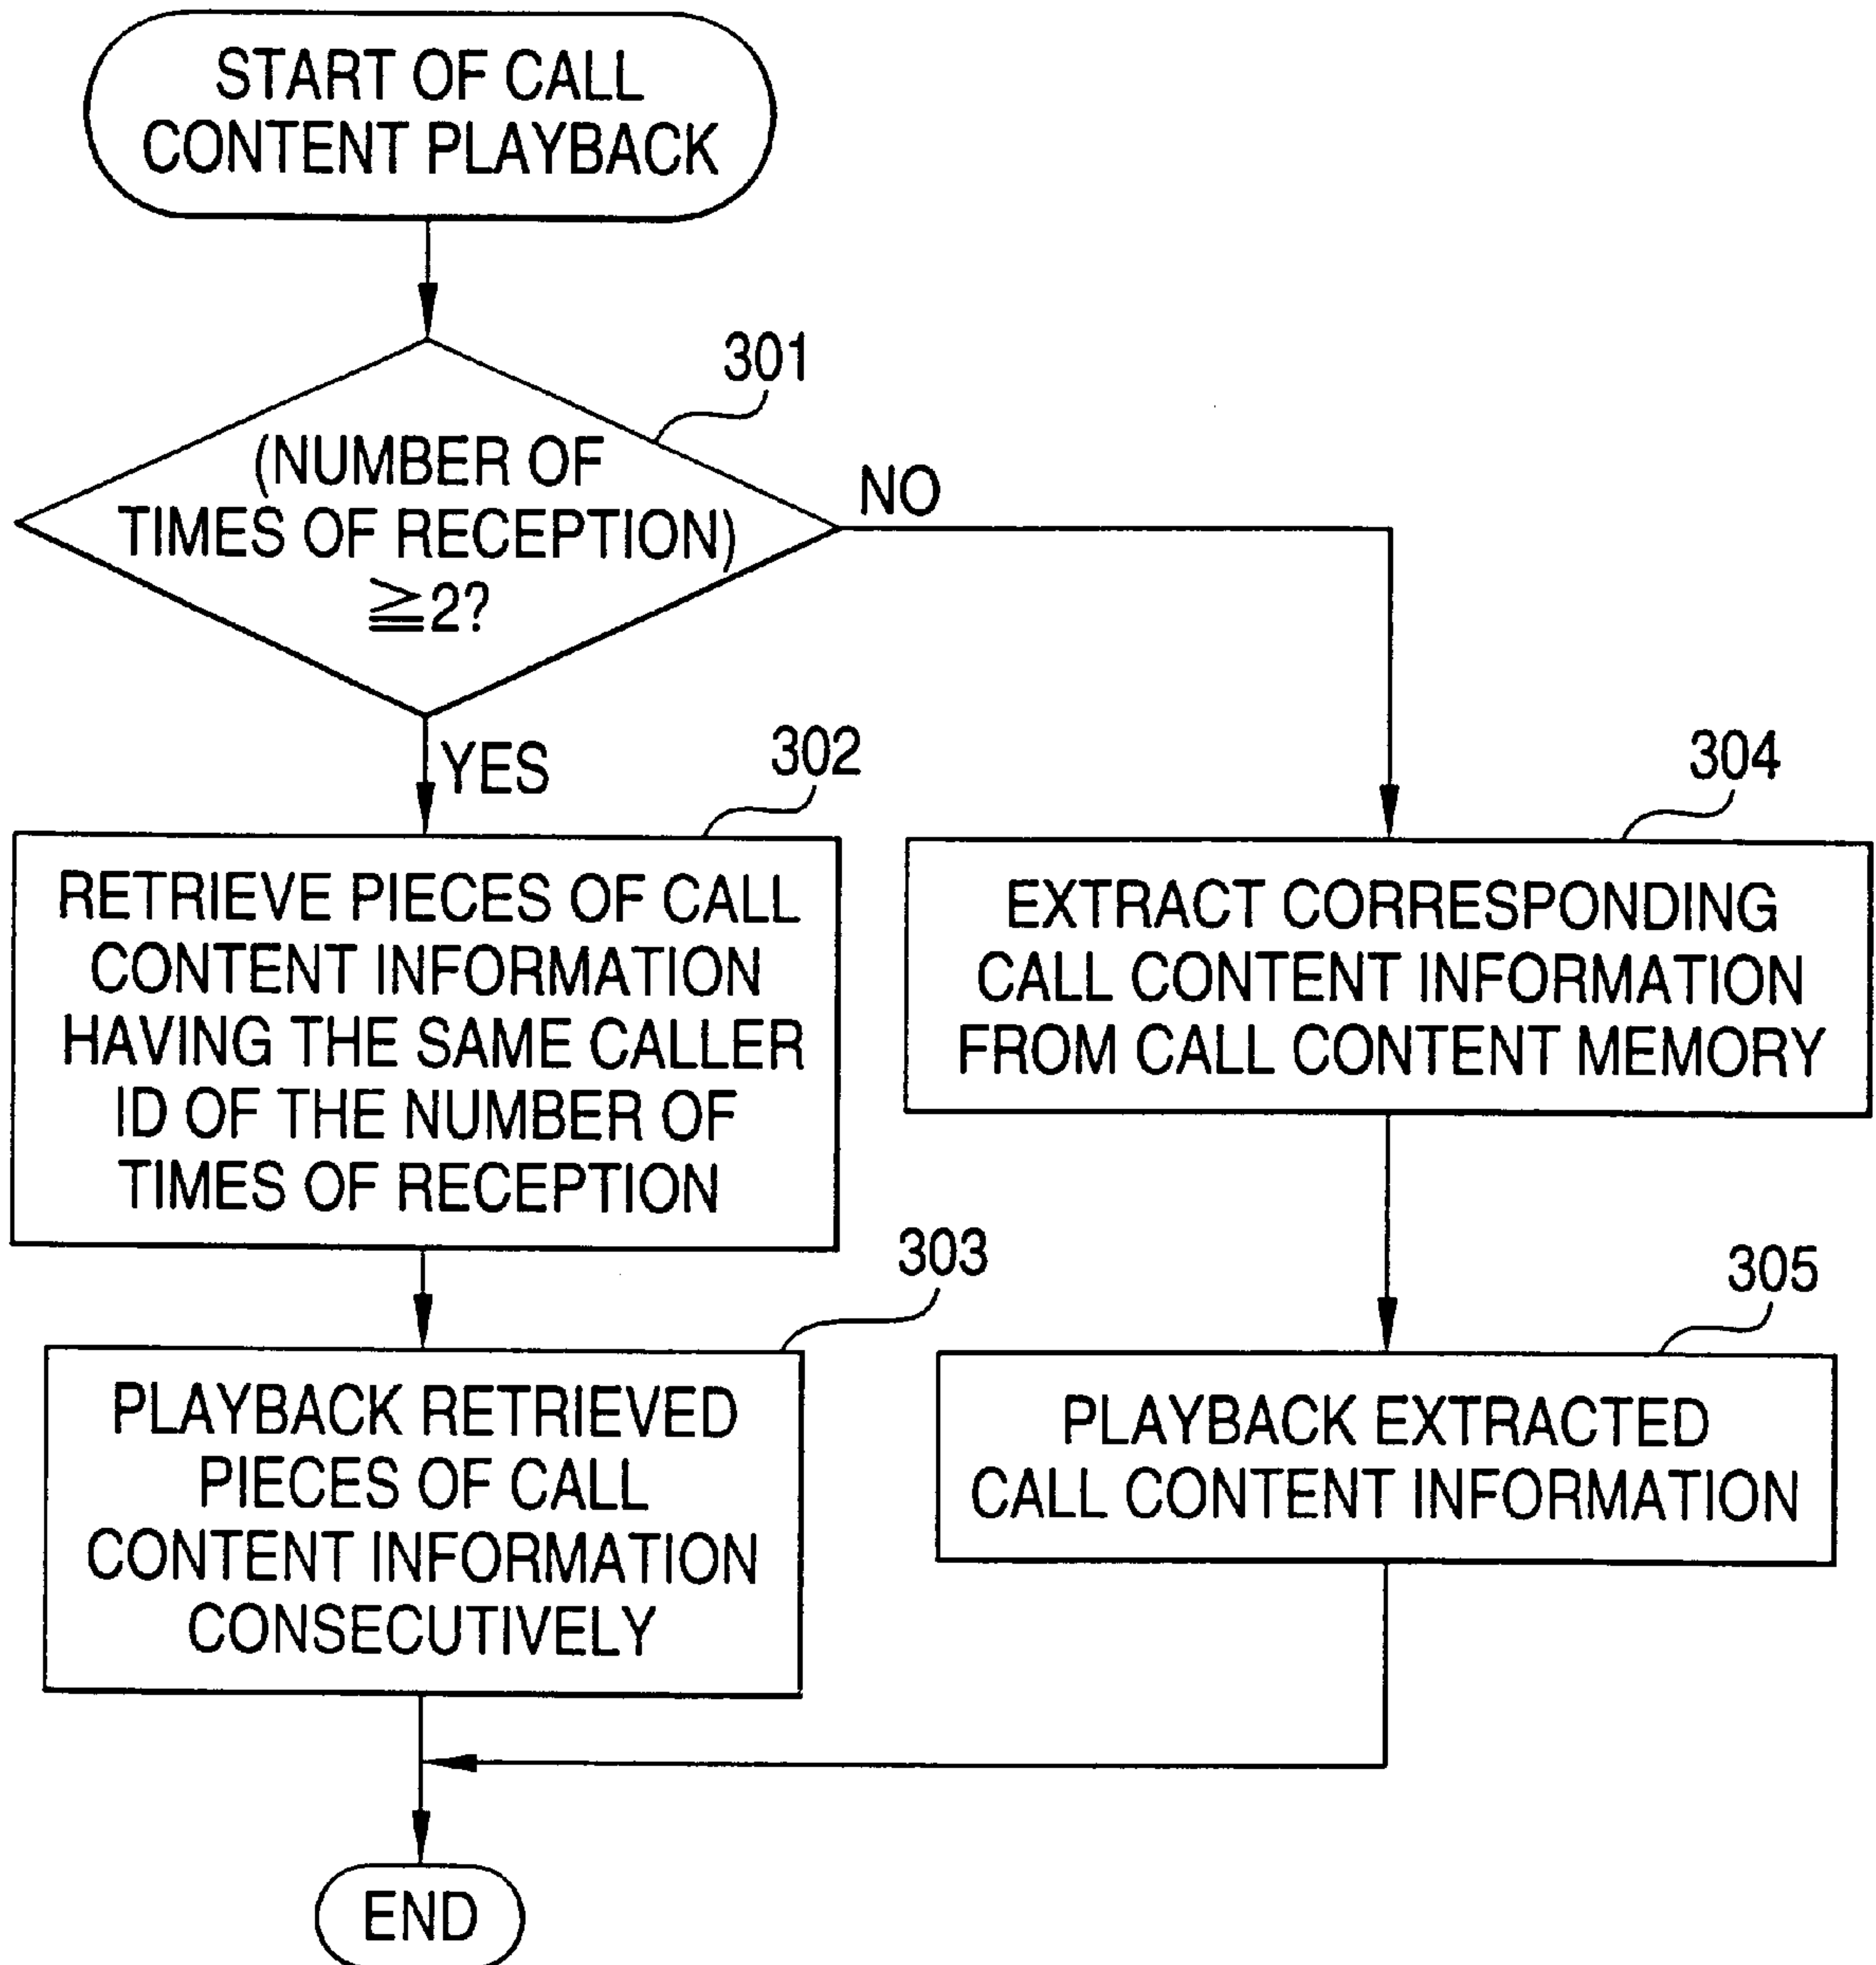 START OF CALL
CONTENT PLAYBACK
301
(NUMBER OF
TIMES OF RECEPTION)
≧2?
NO
YES
302
RETRIEVE PIECES OF CALL
CONTENT INFORMATION
HAVING THE SAME CALLER
ID OF THE NUMBER OF
TIMES OF RECEPTION
304
EXTRACT CORRESPONDING
CALL CONTENT INFORMATION
FROM CALL CONTENT MEMORY
303
PLAYBACK RETRIEVED
PIECES OF CALL
CONTENT INFORMATION
CONSECUTIVELY
305
PLAYBACK EXTRACTED
CALL CONTENT INFORMATION
END